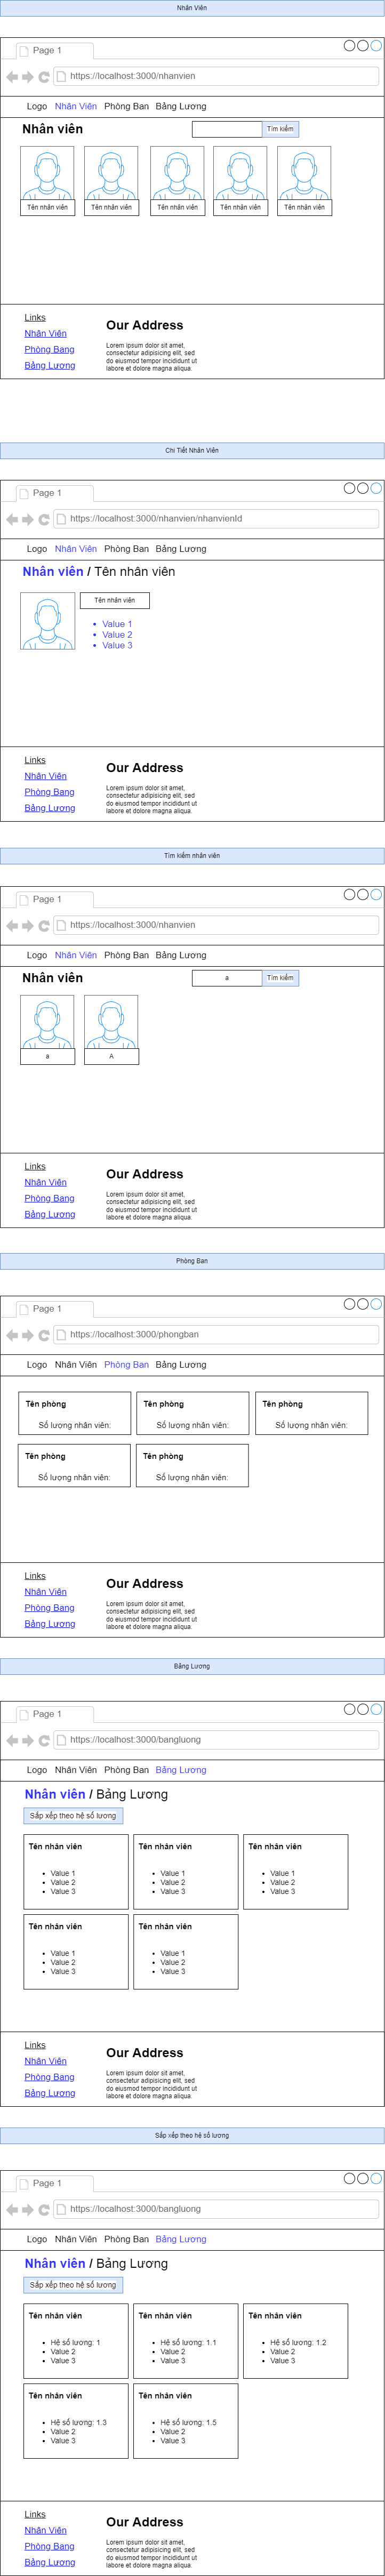 Nhân Viên
Page 1
https://localhost:3000/nhanvien
Logo Nhân Viên Phòng Ban Bảng Lương
Nhân viên
Tìm kiếm
Tên nhân viên Tên nhân viên Tên nhân viên Tên nhân viên Tên nhân viên
Links
Nhân Viên
Phòng Bang
Bảng Lương
Our Address
Lorem ipsum dolor sit amet,
consectetur adipisicing elit, sed
do eiusmod tempor incididunt ut
labore et dolore magna aliqua.
Chi Tiết Nhân Viên
Page 1
https://localhost:3000/nhanvien/nhanvienId
Logo Nhân Viên Phòng Ban Bảng Lương
Nhân viên / Tên nhân viên
Tên nhân viên
• Value 1
• Value 2
• Value 3
Links
Nhân Viên
Phòng Bang
Bảng Lương
Our Address
Lorem ipsum dolor sit amet,
consectetur adipisicing elit, sed
do eiusmod tempor incididunt ut
labore et dolore magna aliqua.
Tìm kiếm nhân viên
Page 1
https://localhost:3000/nhanvien
Logo Nhân Viên Phòng Ban Bảng Lương
Nhân viên
a Tìm kiếm
a A
Links
Nhân Viên
Phòng Bang
Bảng Lương
Our Address
Lorem ipsum dolor sit amet,
consectetur adipisicing elit, sed
do eiusmod tempor incididunt ut
labore et dolore magna aliqua.
Phòng Ban
Page 1
https://localhost:3000/phongban
Logo Nhân Viên Phòng Ban Bảng Lương
Tên phòng Tên phòng Tên phòng
Số lượng nhân viên: Số lượng nhân viên: Số lượng nhân viên:
Tên phòng Tên phòng
Số lượng nhân viên: Số lượng nhân viên:
Links
Nhân Viên
Phòng Bang
Bảng Lương
Our Address
Lorem ipsum dolor sit amet,
consectetur adipisicing elit, sed
do eiusmod tempor incididunt ut
labore et dolore magna aliqua.
Bảng Lương
Page 1
https://localhost:3000/bangluong
Logo Nhân Viên Phòng Ban Bảng Lương
Nhân viên / Bảng Lương
Sắp xếp theo hệ số lương
Tên nhân viên Tên nhân viên Tên nhân viên
• Value 1 • Value 1 • Value 1
• Value 2 • Value 2 • Value 2
• Value 3 • Value 3 • Value 3
Tên nhân viên Tên nhân viên
• Value 1 • Value 1
• Value 2 • Value 2
• Value 3 • Value 3
Links
Nhân Viên
Phòng Bang
Bảng Lương
Our Address
Lorem ipsum dolor sit amet,
consectetur adipisicing elit, sed
do eiusmod tempor incididunt ut
labore et dolore magna aliqua.
Sắp xếp theo hệ số lương
Page 1
https://localhost:3000/bangluong
Logo Nhân Viên Phòng Ban Bảng Lương
Nhân viên / Bảng Lương
Sắp xếp theo hệ số lương
Tên nhân viên Tên nhân viên Tên nhân viên
• Hệ số lương: 1 • Hệ số lương: 1.1 • Hệ số lương: 1.2
• Value 2 • Value 2 • Value 2
• Value 3 • Value 3 • Value 3
Tên nhân viên Tên nhân viên
• Hệ số lương: 1.3 • Hệ số lương: 1.5
• Value 2 • Value 2
• Value 3 • Value 3
Links
Nhân Viên
Phòng Bang
Bảng Lương
Our Address
Lorem ipsum dolor sit amet,
consectetur adipisicing elit, sed
do eiusmod tempor incididunt ut
labore et dolore magna aliqua.